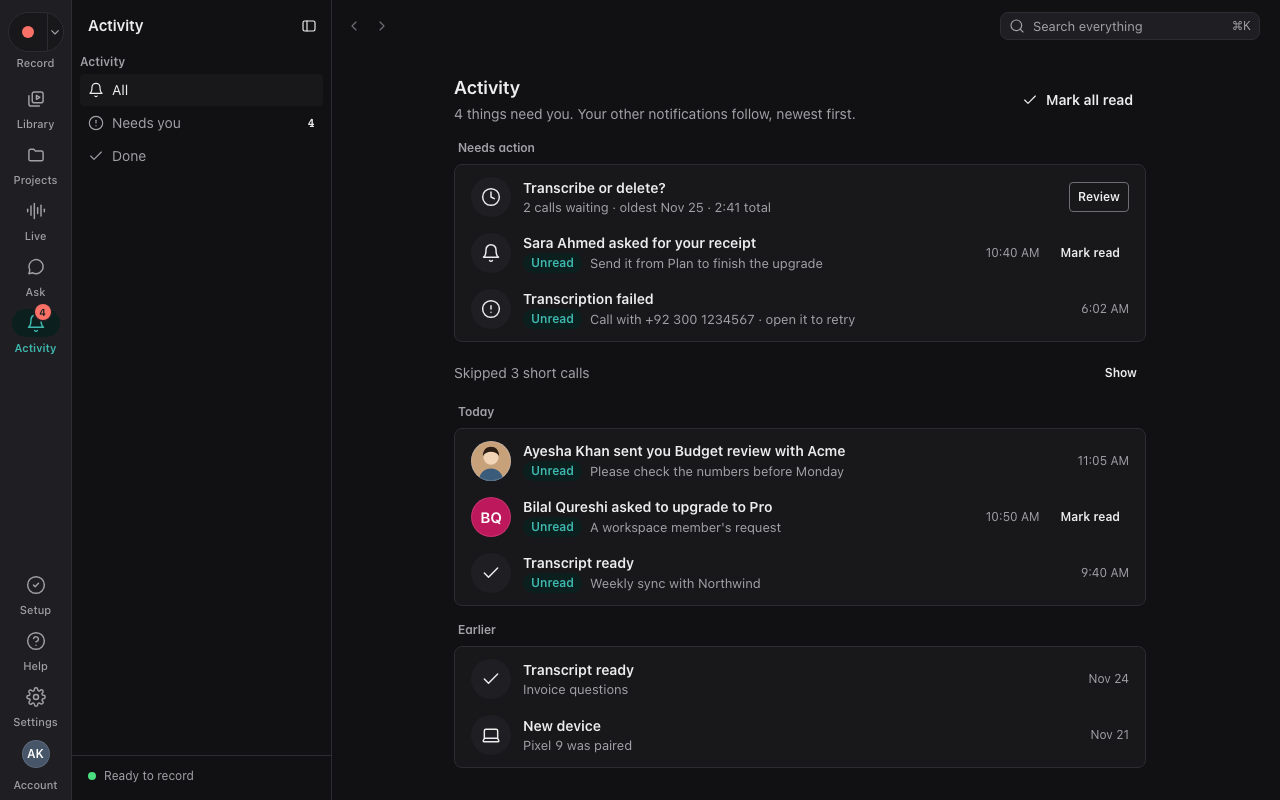 Record
Library
Projects
Live
Ask
4
Activity
Setup
Help
Settings
AK
Account
Activity
Activity
All
Needs you 4
Done
Ready to record
Search everything ⌘K
Activity
4 things need you. Your other notifications follow, newest first.
Mark all read
Needs action
Transcribe or delete?
2 calls waiting · oldest Nov 25 · 2:41 total
Review
Sara Ahmed asked for your receipt
Unread Send it from Plan to finish the upgrade
10:40 AM Mark read
Transcription failed
Unread Call with +92 300 1234567 · open it to retry
6:02 AM
Skipped 3 short calls Show
Today
Ayesha Khan sent you Budget review with Acme
Unread Please check the numbers before Monday
11:05 AM
BQ
Bilal Qureshi asked to upgrade to Pro
Unread A workspace member's request
10:50 AM Mark read
Transcript ready
Unread Weekly sync with Northwind
9:40 AM
Earlier
Transcript ready
Invoice questions
Nov 24
New device
Pixel 9 was paired
Nov 21